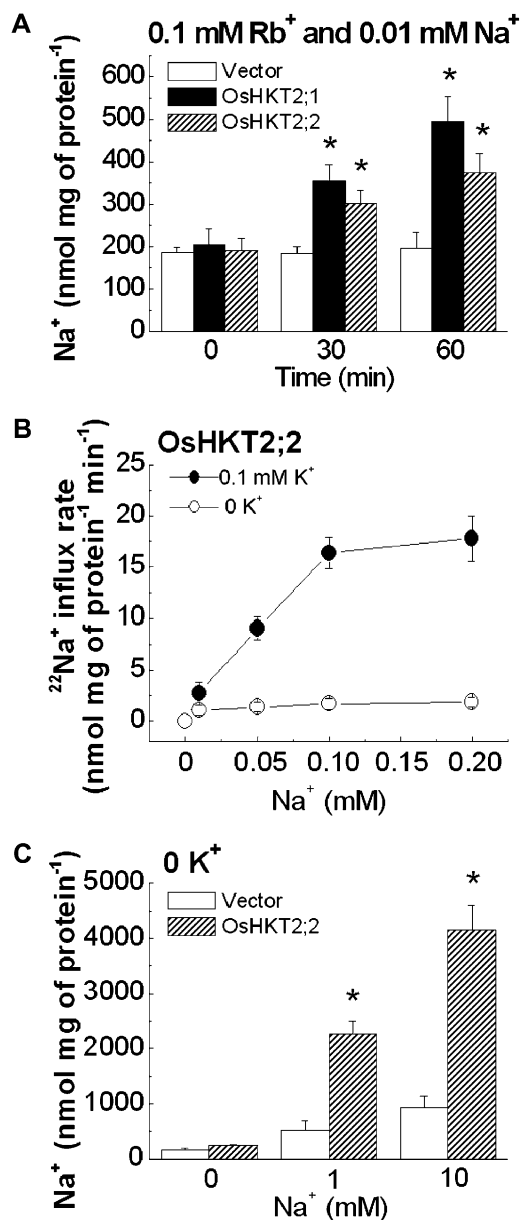 A
0.1 mM Rb⁺ and 0.01 mM Na⁺
Na⁺ (nmol mg of protein⁻¹)
600
500
400
300
200
100
0
Vector
OsHKT2;1
OsHKT2;2
* * * *
0 30 60
Time (min)
B
OsHKT2;2
²²Na⁺ influx rate
(nmol mg of protein⁻¹ min⁻¹)
25
20
15
10
5
0
0.1 mM K⁺
0 K⁺
0 0.05 0.10 0.15 0.20
Na⁺ (mM)
C
0 K⁺
Na⁺ (nmol mg of protein⁻¹)
5000
4000
3000
2000
1000
0
Vector
OsHKT2;2
* *
0 1 10
Na⁺ (mM)